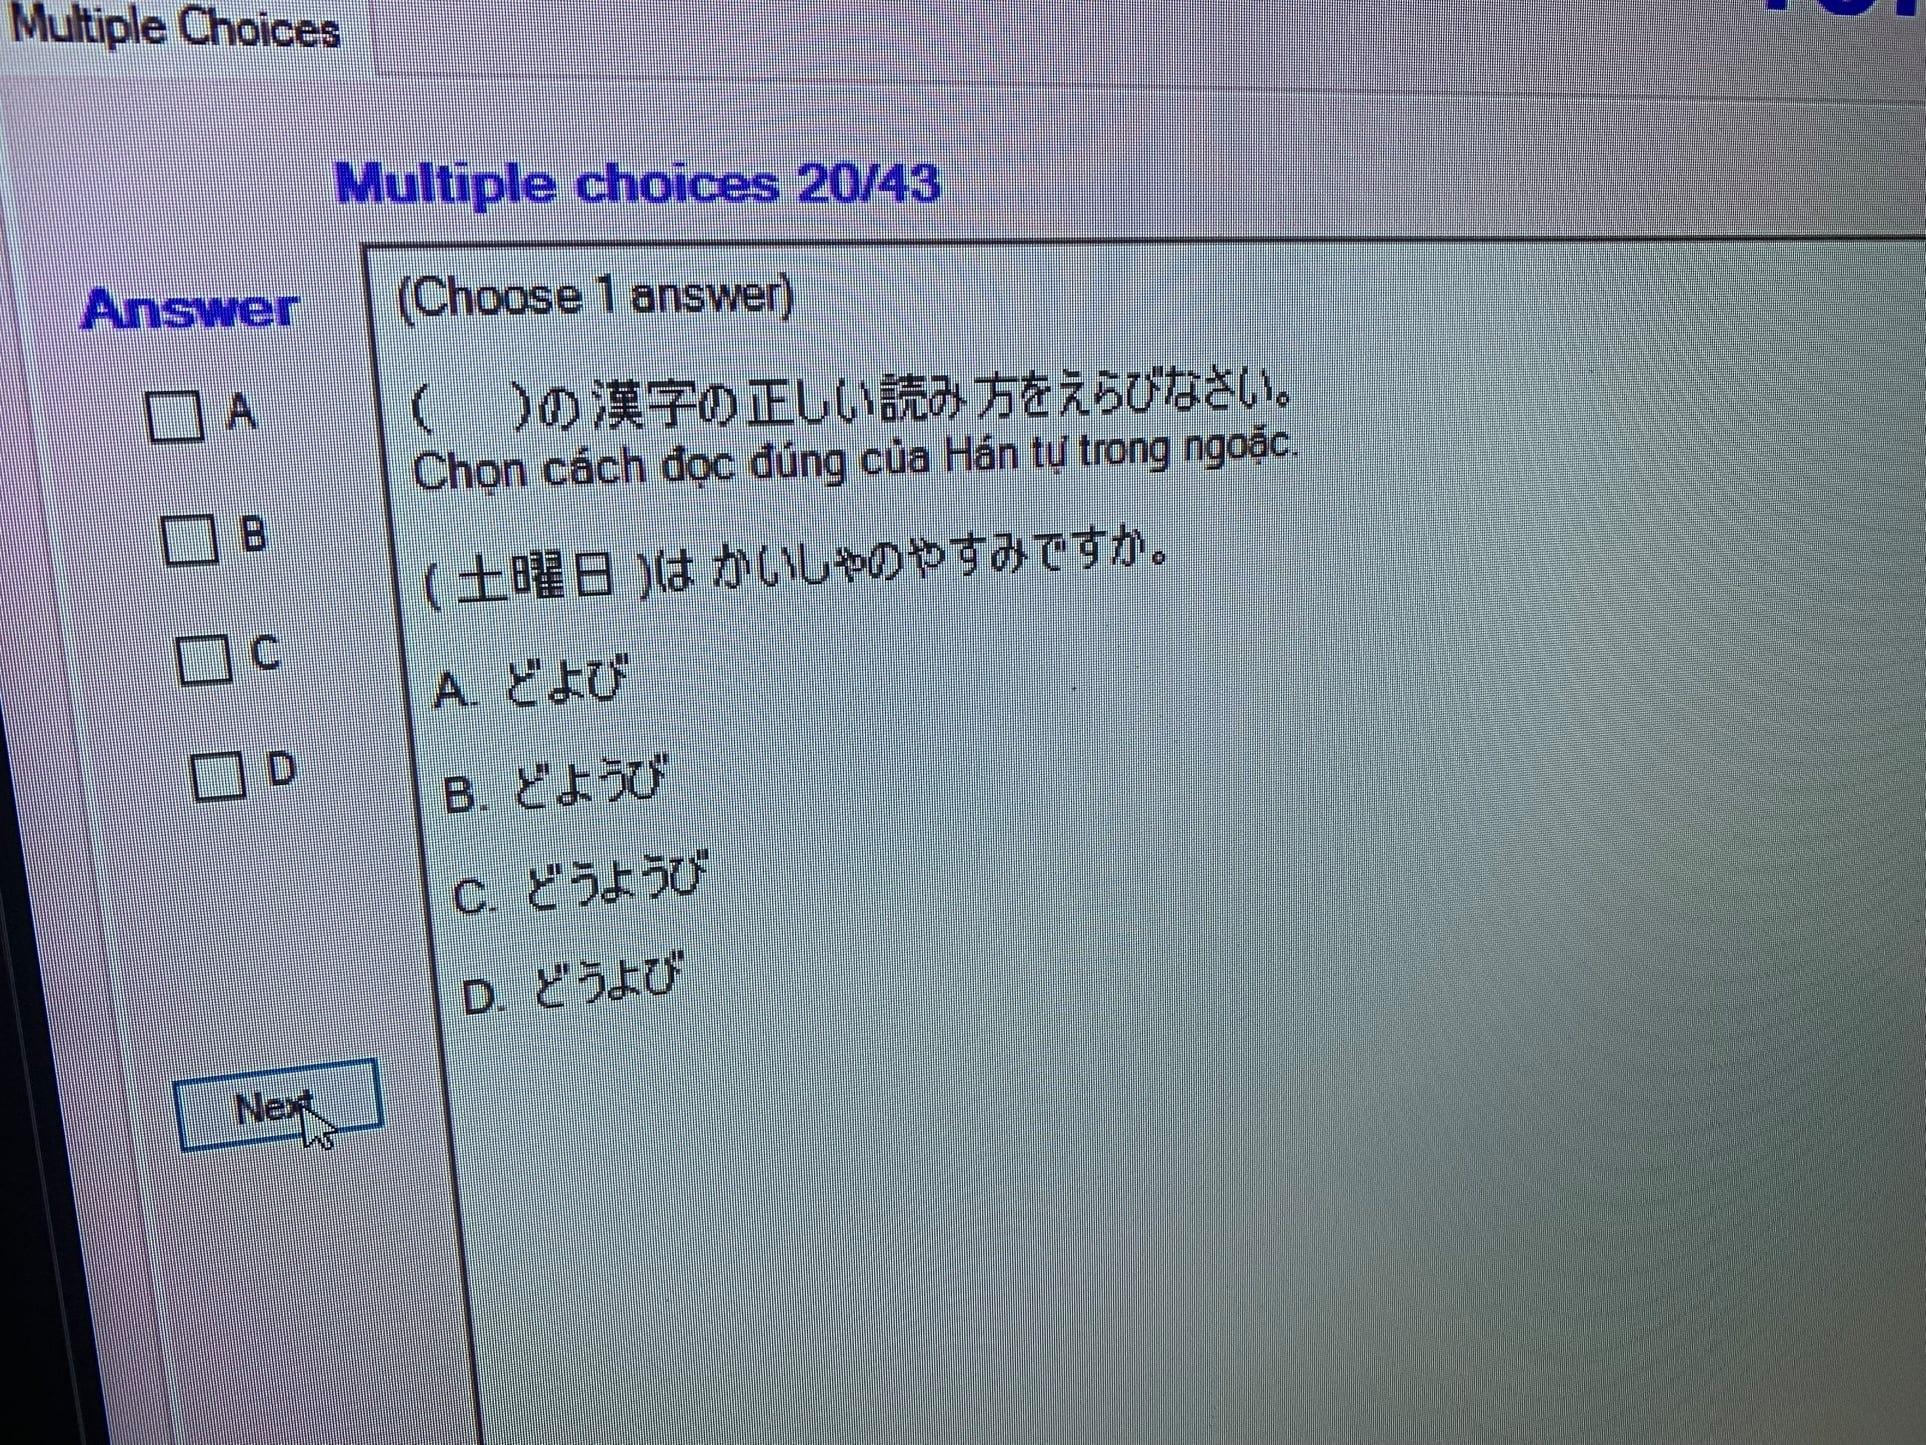 Multiple Choices
Multiple choices 20/43
Answer
A
B
C
D
Next
(Choose 1 answer)
(　　)の漢字の正しい読み方をえらびなさい。
Chọn cách đọc đúng của Hán tự trong ngoặc.
( 土曜日 )は かいしゃのやすみですか。
A. どよび
B. どようび
C. どうようび
D. どうよび